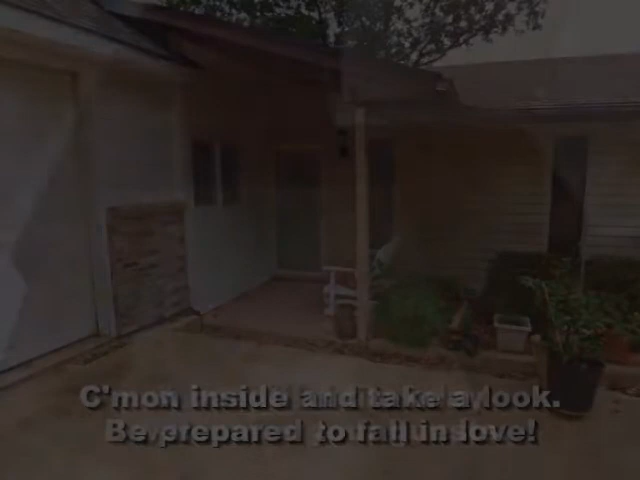 C'mon inside and take a look.
Be prepared to fall in love!